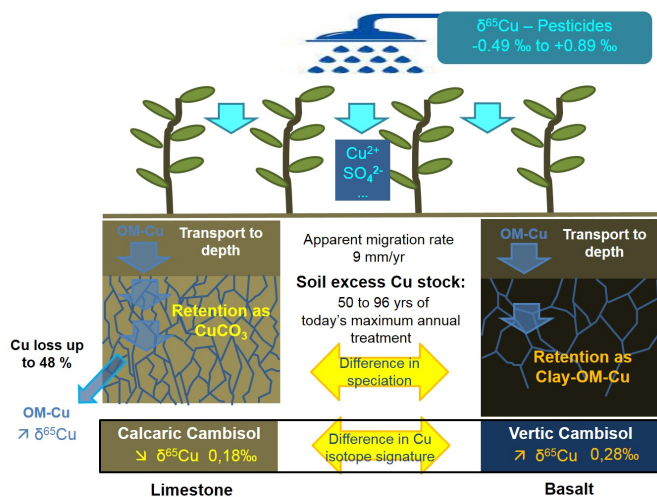 δ⁶⁵Cu – Pesticides
-0.49 ‰ to +0.89 ‰
Cu²⁺
SO₄²⁻
...
OM-Cu
Transport to
depth
Apparent migration rate
9 mm/yr
Soil excess Cu stock:
50 to 96 yrs of
today's maximum annual
treatment
OM-Cu
Transport to
depth
Retention as
CuCO₃
Cu loss up
to 48 %
Difference in
speciation
Retention as
Clay-OM-Cu
OM-Cu
↗ δ⁶⁵Cu
Calcaric Cambisol
↘ δ⁶⁵Cu 0,18‰
Difference in Cu
isotope signature
Vertic Cambisol
↗ δ⁶⁵Cu 0,28‰
Limestone
Basalt